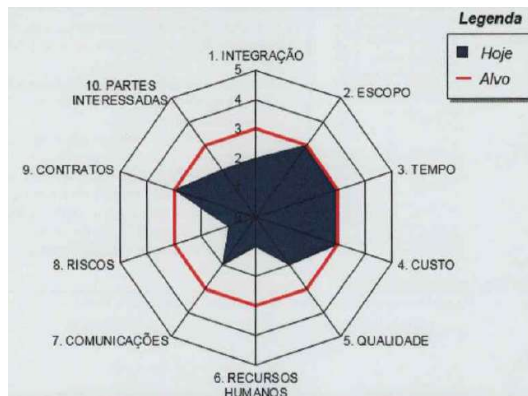 Legenda
Hoje
Alvo
1. INTEGRAÇÃO
2. ESCOPO
3. TEMPO
4. CUSTO
5. QUALIDADE
6. RECURSOS
HUMANOS
7. COMUNICAÇÕES
8. RISCOS
9. CONTRATOS
10. PARTES
INTERESSADAS
5
4
3
2